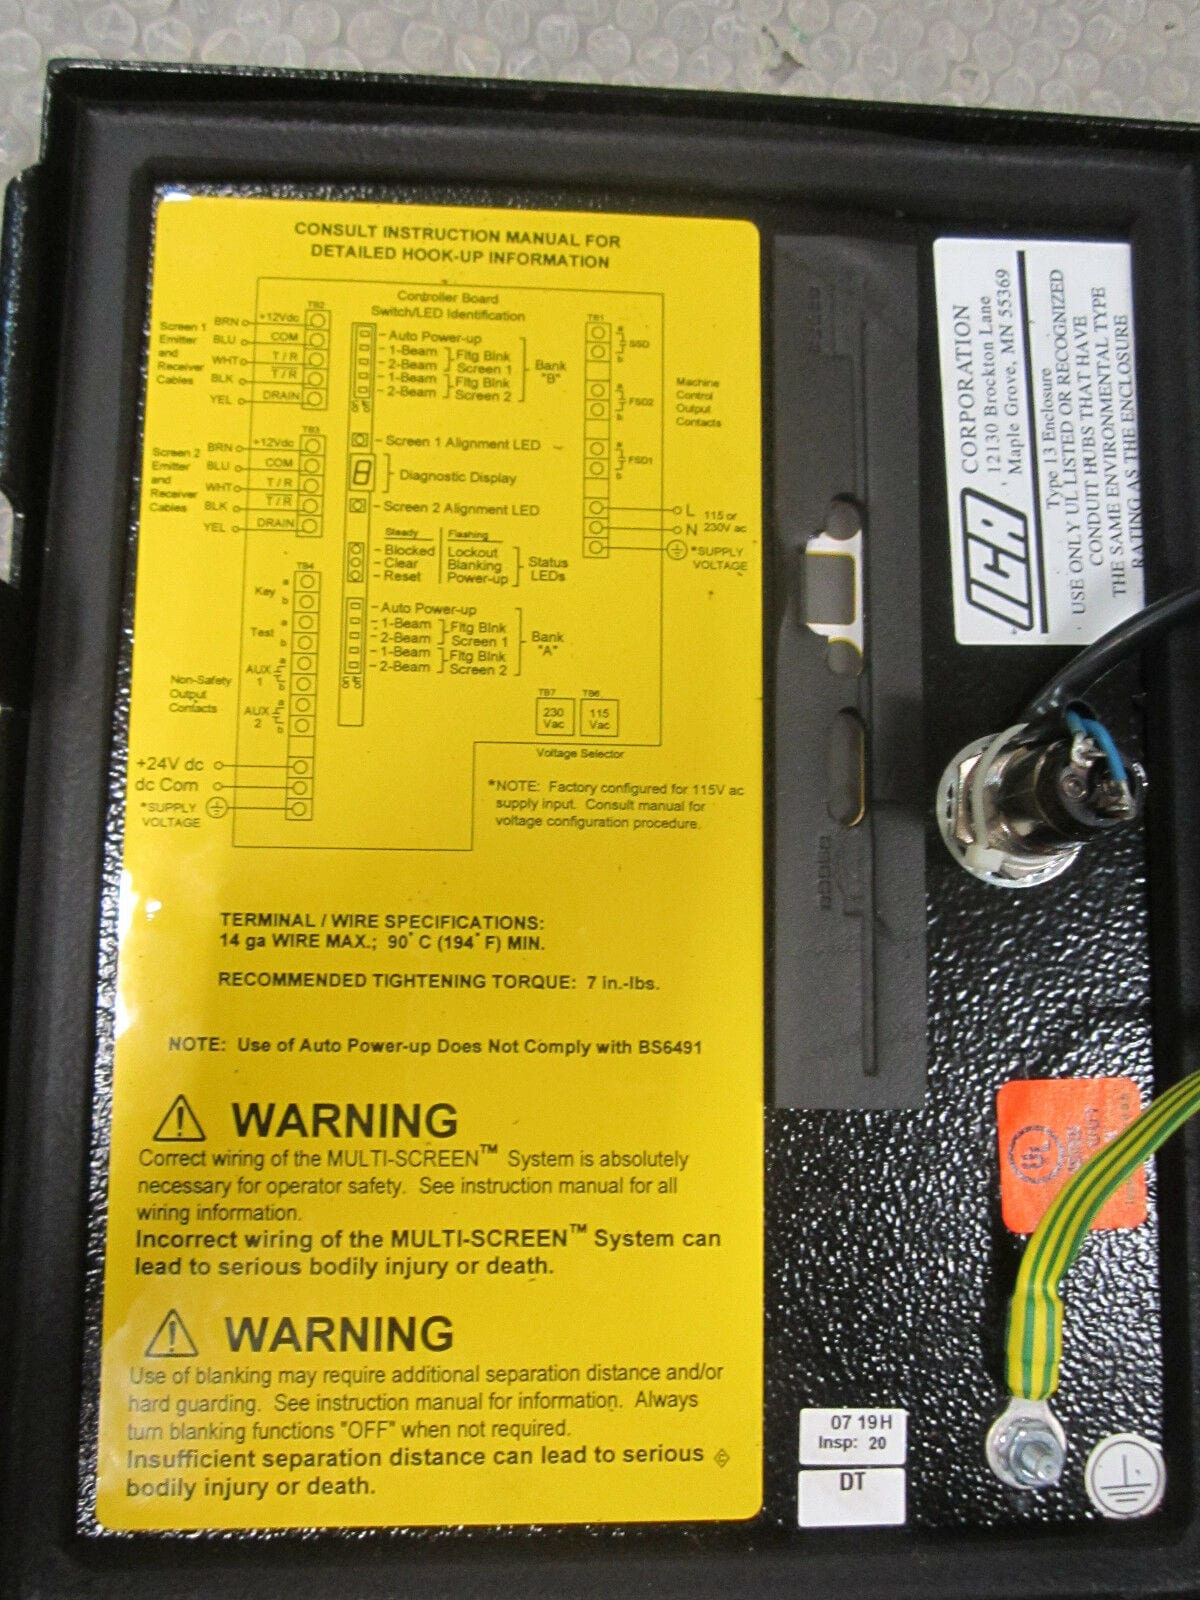 CONSULT INSTRUCTION MANUAL FOR
DETAILED HOOK-UP INFORMATION
Controller Board
Switch/LED Identification
Screen 1
Emitter
and
Receiver
Cables
BRN
BLU
WHT
BLK
YEL
TB2
+12Vdc
COM
T / R
T / R
DRAIN
Auto Power-up
1-Beam
2-Beam
Fltg Blnk
Screen 1
1-Beam
2-Beam
Fltg Blnk
Screen 2
Bank
"B"
TB1
SSD
FSD2
FSD1
Machine
Control
Output
Contacts
Screen 2
Emitter
and
Receiver
Cables
BRN
BLU
WHT
BLK
YEL
TB3
+12Vdc
COM
T / R
T / R
DRAIN
Screen 1 Alignment LED
8
Diagnostic Display
Screen 2 Alignment LED
L
N
115 or
230V ac
*SUPPLY
VOLTAGE
Steady
Flashing
Blocked
Lockout
Clear
Blanking
Reset
Power-up
Status
LEDs
TB4
Key
a
b
Test
a
b
AUX
1
a
b
AUX
2
a
b
Non-Safety
Output
Contacts
Auto Power-up
1-Beam
2-Beam
Fltg Blnk
Screen 1
1-Beam
2-Beam
Fltg Blnk
Screen 2
Bank
"A"
TB7
TB6
230
Vac
115
Vac
Voltage Selector
+24V dc
dc Com
*SUPPLY
VOLTAGE
*NOTE: Factory configured for 115V ac
supply input. Consult manual for
voltage configuration procedure.
TERMINAL / WIRE SPECIFICATIONS:
14 ga WIRE MAX.; 90° C (194° F) MIN.
RECOMMENDED TIGHTENING TORQUE: 7 in.-lbs.
NOTE: Use of Auto Power-up Does Not Comply with BS6491
WARNING
Correct wiring of the MULTI-SCREEN™ System is absolutely
necessary for operator safety. See instruction manual for all
wiring information.
Incorrect wiring of the MULTI-SCREEN™ System can
lead to serious bodily injury or death.
WARNING
Use of blanking may require additional separation distance and/or
hard guarding. See instruction manual for information. Always
turn blanking functions "OFF" when not required.
Insufficient separation distance can lead to serious
bodily injury or death.
CORPORATION
12130 Brockton Lane
Maple Grove, MN 55369
Type 13 Enclosure
USE ONLY UL LISTED OR RECOGNIZED
CONDUIT HUBS THAT HAVE
THE SAME ENVIRONMENTAL TYPE
RATING AS THE ENCLOSURE
UL
07 19H
Insp: 20
DT